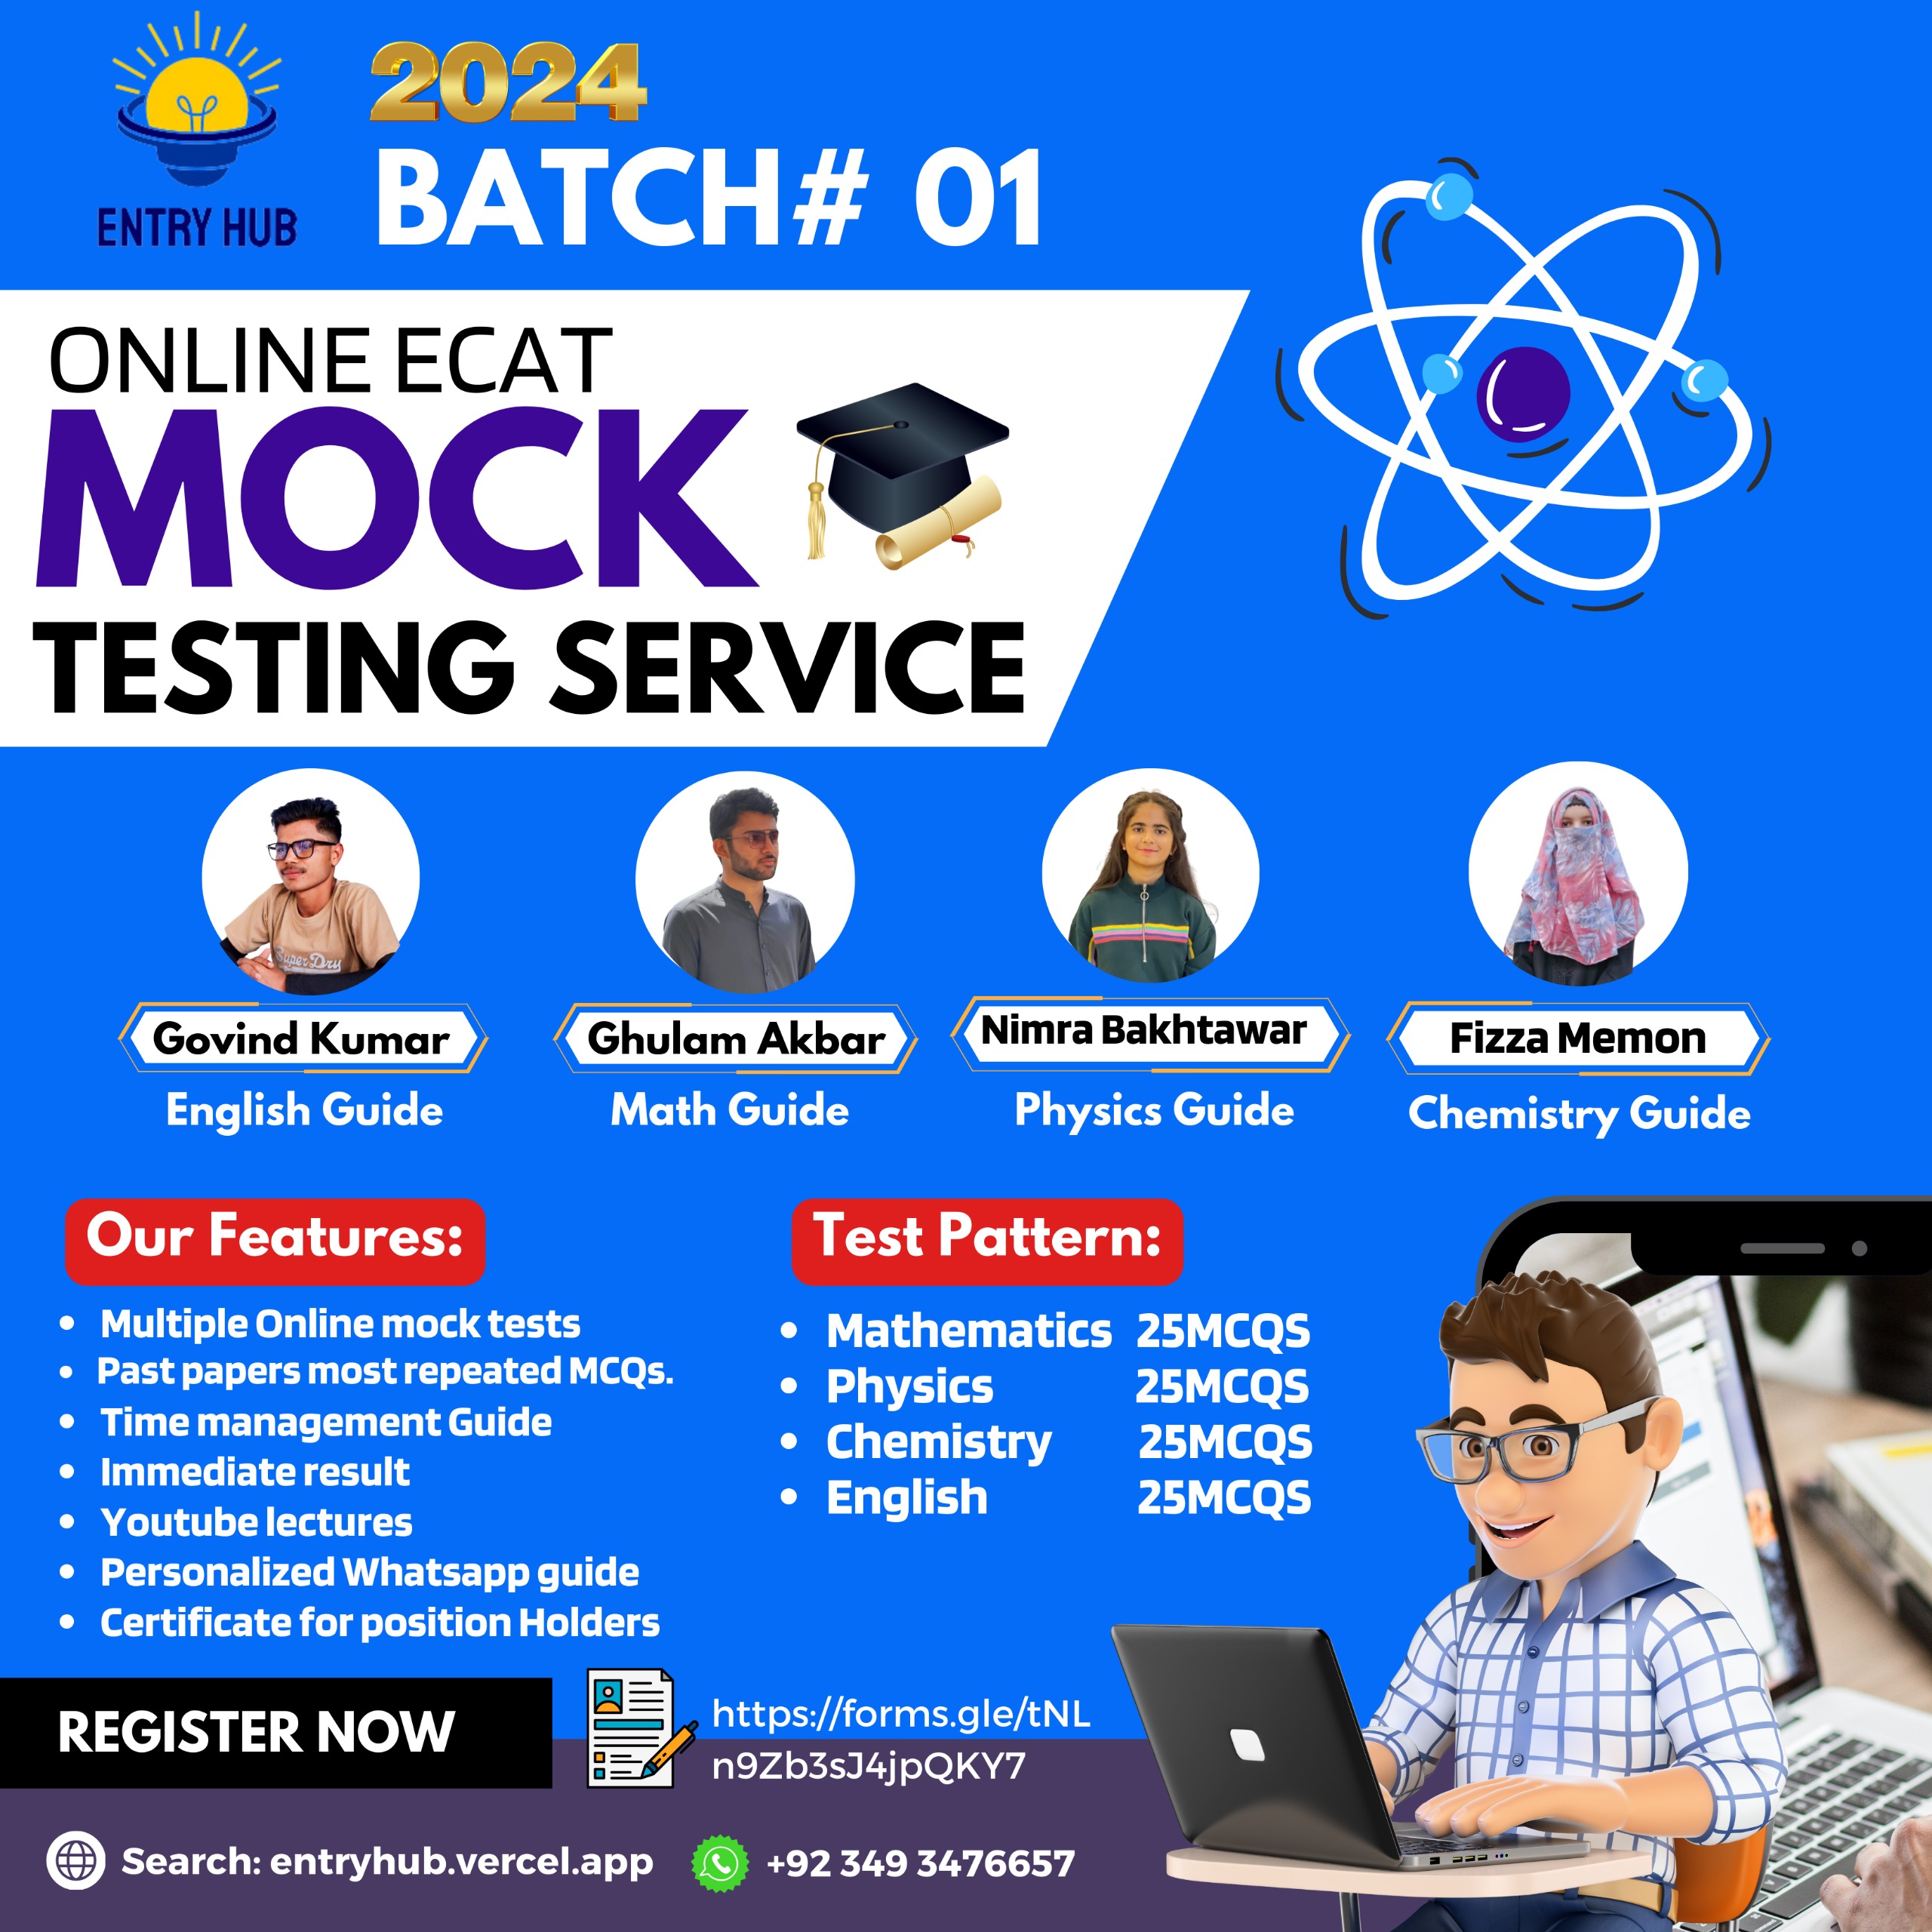 ENTRY HUB
2024
BATCH# 01
ONLINE ECAT
MOCK
TESTING SERVICE
Super Dry
Govind Kumar
Ghulam Akbar
Nimra Bakhtawar
Fizza Memon
English Guide
Math Guide
Physics Guide
Chemistry Guide
Our Features:
• Multiple Online mock tests
• Past papers most repeated MCQs.
• Time management Guide
• Immediate result
• Youtube lectures
• Personalized Whatsapp guide
• Certificate for position Holders
Test Pattern:
• Mathematics 25MCQS
• Physics 25MCQS
• Chemistry 25MCQS
• English 25MCQS
REGISTER NOW
https://forms.gle/tNL
n9Zb3sJ4jpQKY7
Search: entryhub.vercel.app
+92 349 3476657